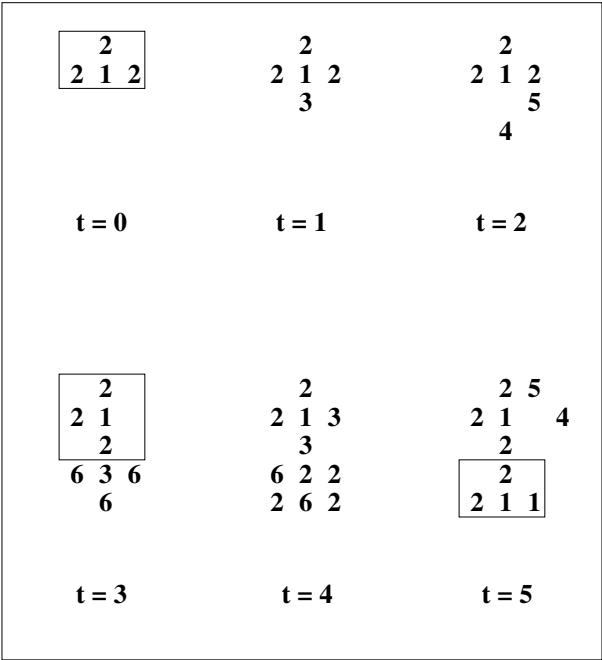 2 2 2
2 1 2 2 1 2 2 1 2
3 5
4
t = 0 t = 1 t = 2
2 2 2 5
2 1 2 1 3 2 1 4
2 3 2
6 3 6 6 2 2 2
6 2 6 2 2 1 1
t = 3 t = 4 t = 5